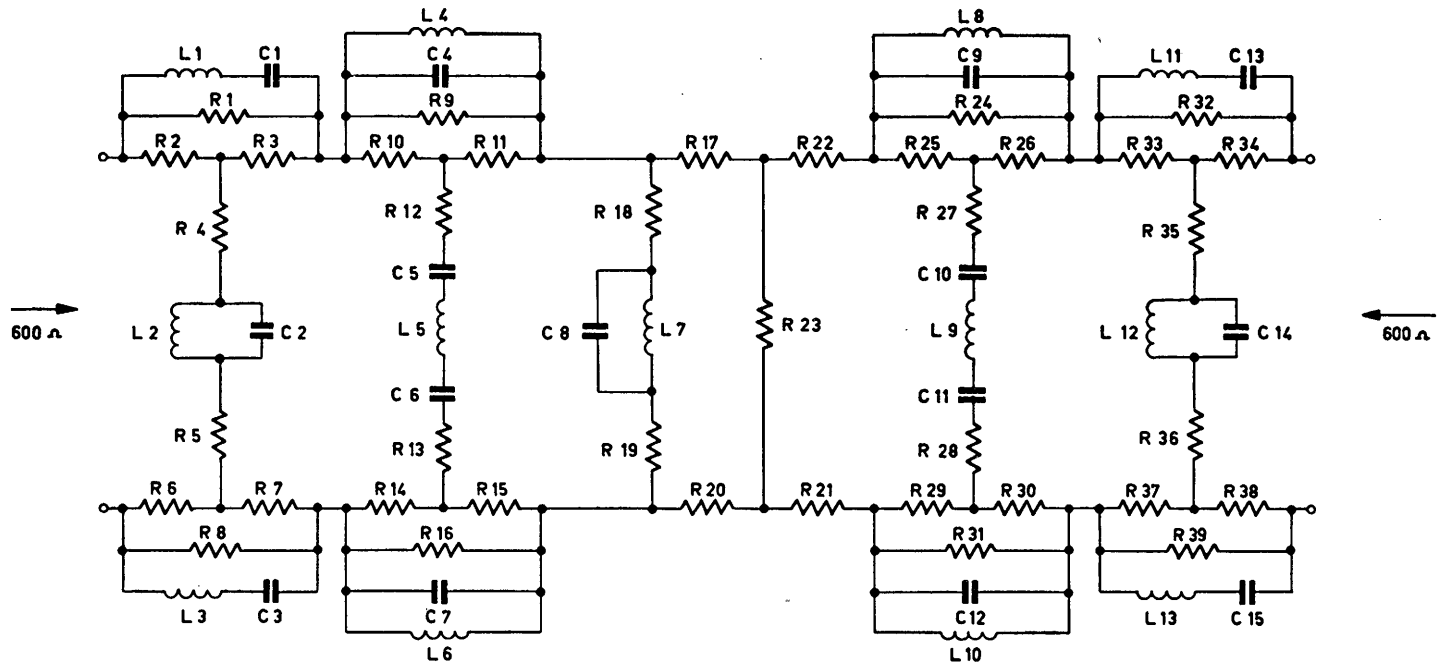 L 4
L 8
L 1
C 1
C 4
C 9
L 11
C 13
R 1
R 9
R 24
R 32
R 2
R 3
R 10
R 11
R 17
R 22
R 25
R 26
R 33
R 34
R 4
R 12
R 18
R 27
R 35
C 5
C 10
600 Ω
L 2
C 2
L 5
C 8
L 7
R 23
L 9
L 12
C 14
600 Ω
C 6
C 11
R 5
R 13
R 19
R 28
R 36
R 6
R 7
R 14
R 15
R 20
R 21
R 29
R 30
R 37
R 38
R 8
R 16
R 31
R 39
L 3
C 3
C 7
C 12
L 13
C 15
L 6
L 10